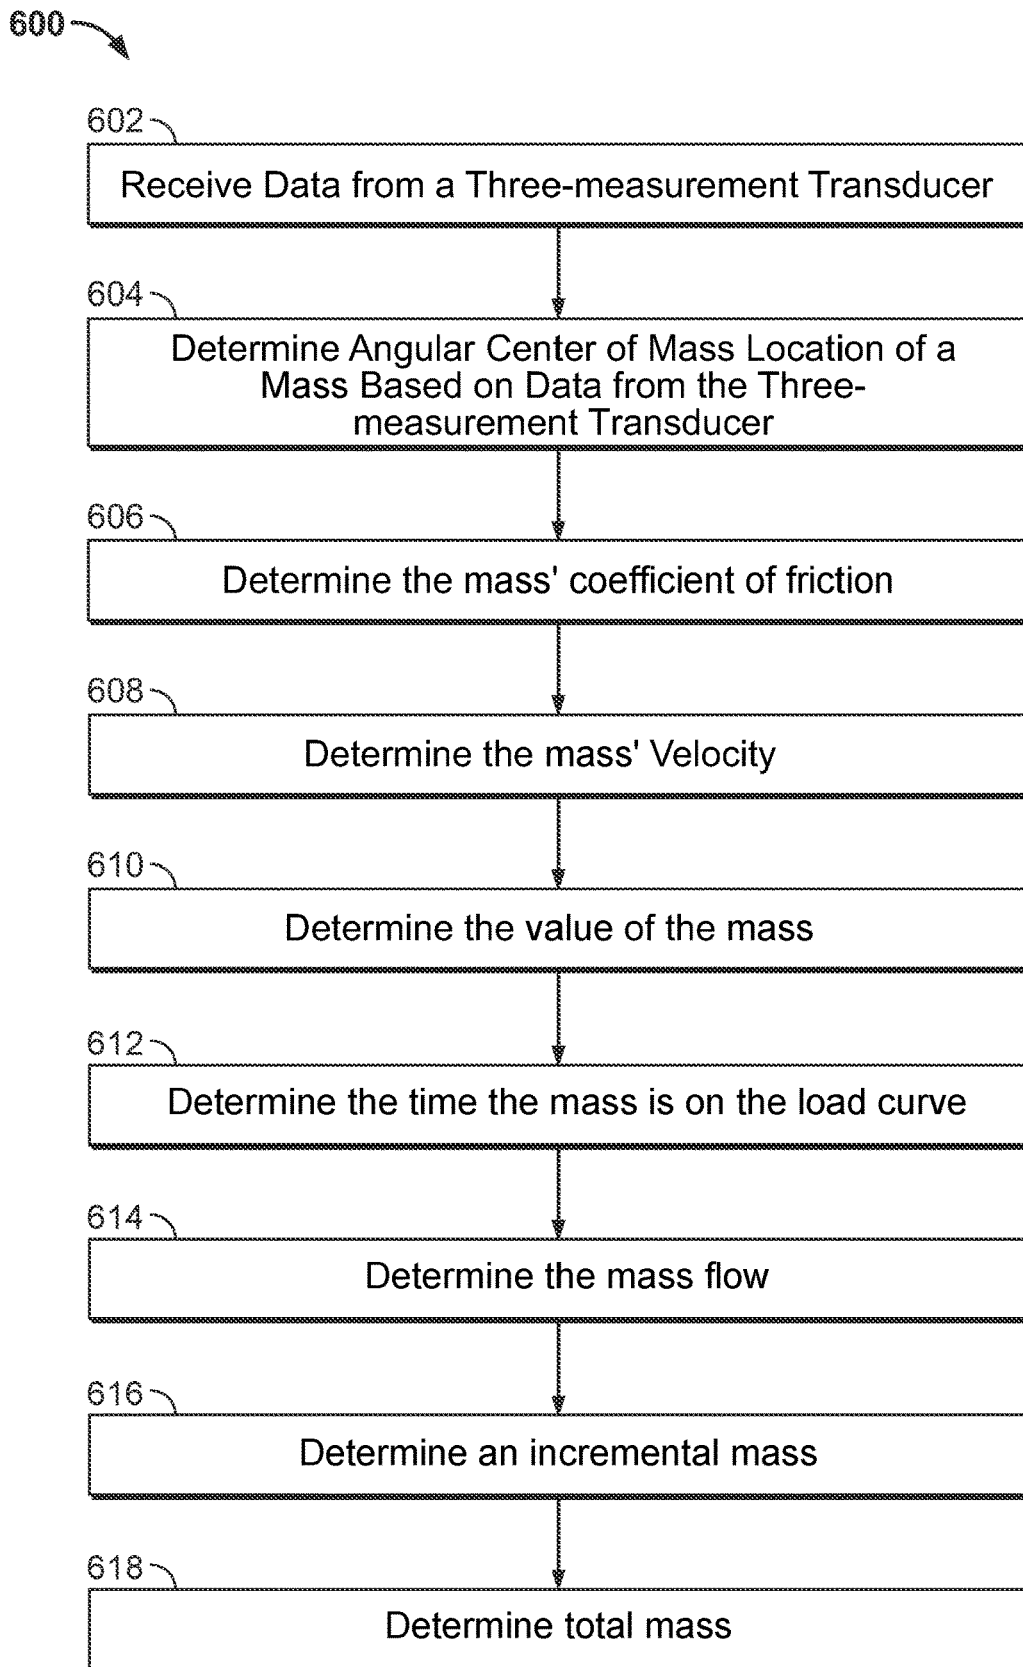 600
602
Receive Data from a Three-measurement Transducer
604
Determine Angular Center of Mass Location of a
Mass Based on Data from the Three-
measurement Transducer
606
Determine the mass' coefficient of friction
608
Determine the mass' Velocity
610
Determine the value of the mass
612
Determine the time the mass is on the load curve
614
Determine the mass flow
616
Determine an incremental mass
618
Determine total mass